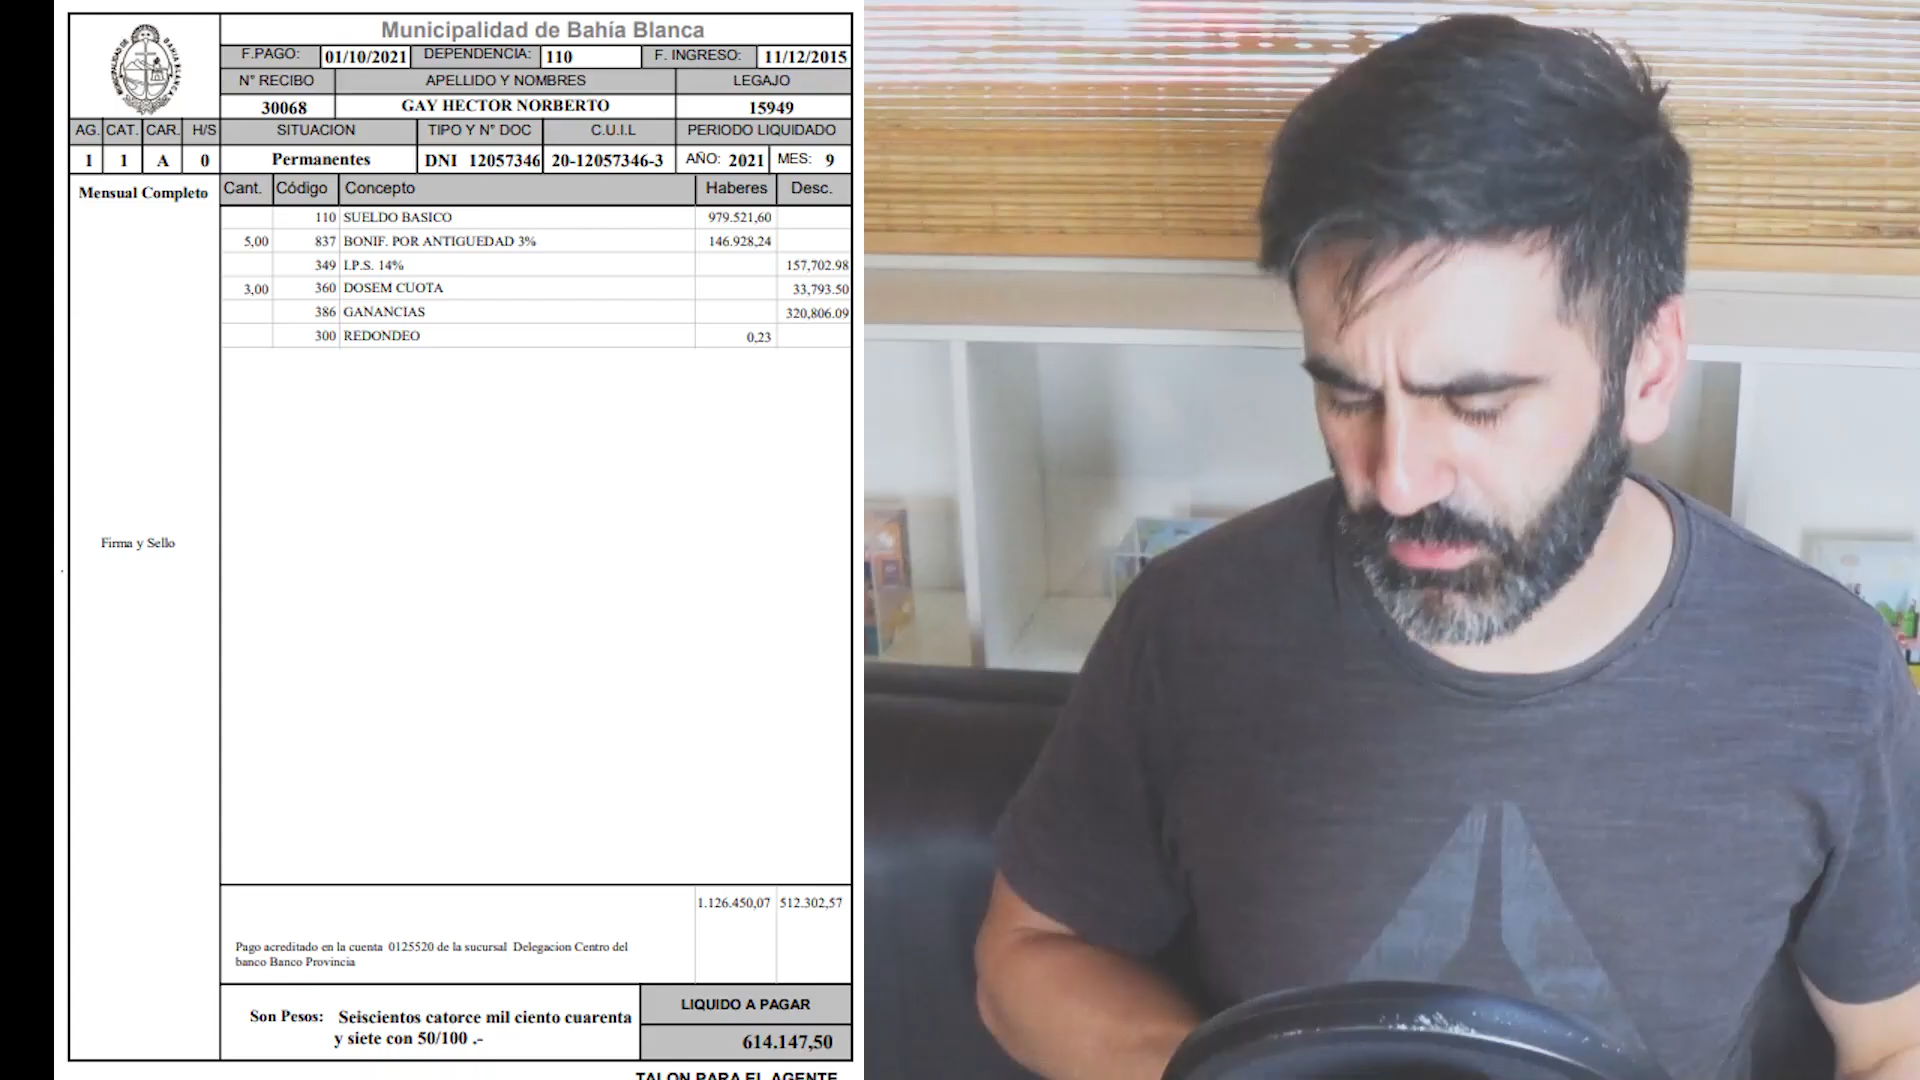 Municipalidad de Bahía Blanca
F.PAGO: 01/10/2021 DEPENDENCIA: 110 F. INGRESO: 11/12/2015
N° RECIBO APELLIDO Y NOMBRES LEGAJO
30068 GAY HECTOR NORBERTO 15949
AG. CAT. CAR. H/S SITUACION TIPO Y N° DOC C.U.I.L PERIODO LIQUIDADO
1 1 A 0 Permanentes DNI 12057346 20-12057346-3 AÑO: 2021 MES: 9
Mensual Completo Cant. Código Concepto Haberes Desc.
110 SUELDO BASICO 979.521,60
5,00 837 BONIF. POR ANTIGUEDAD 3% 146.928,24
349 I.P.S. 14% 157,702.98
3,00 360 DOSEM CUOTA 33,793.50
386 GANANCIAS 320,806.09
300 REDONDEO 0,23
Firma y Sello
1.126.450,07 512.302,57
Pago acreditado en la cuenta 0125520 de la sucursal Delegacion Centro del
banco Banco Provincia
LIQUIDO A PAGAR
Son Pesos: Seiscientos catorce mil ciento cuarenta
y siete con 50/100 .-
614.147,50
TALON PARA EL AGENTE